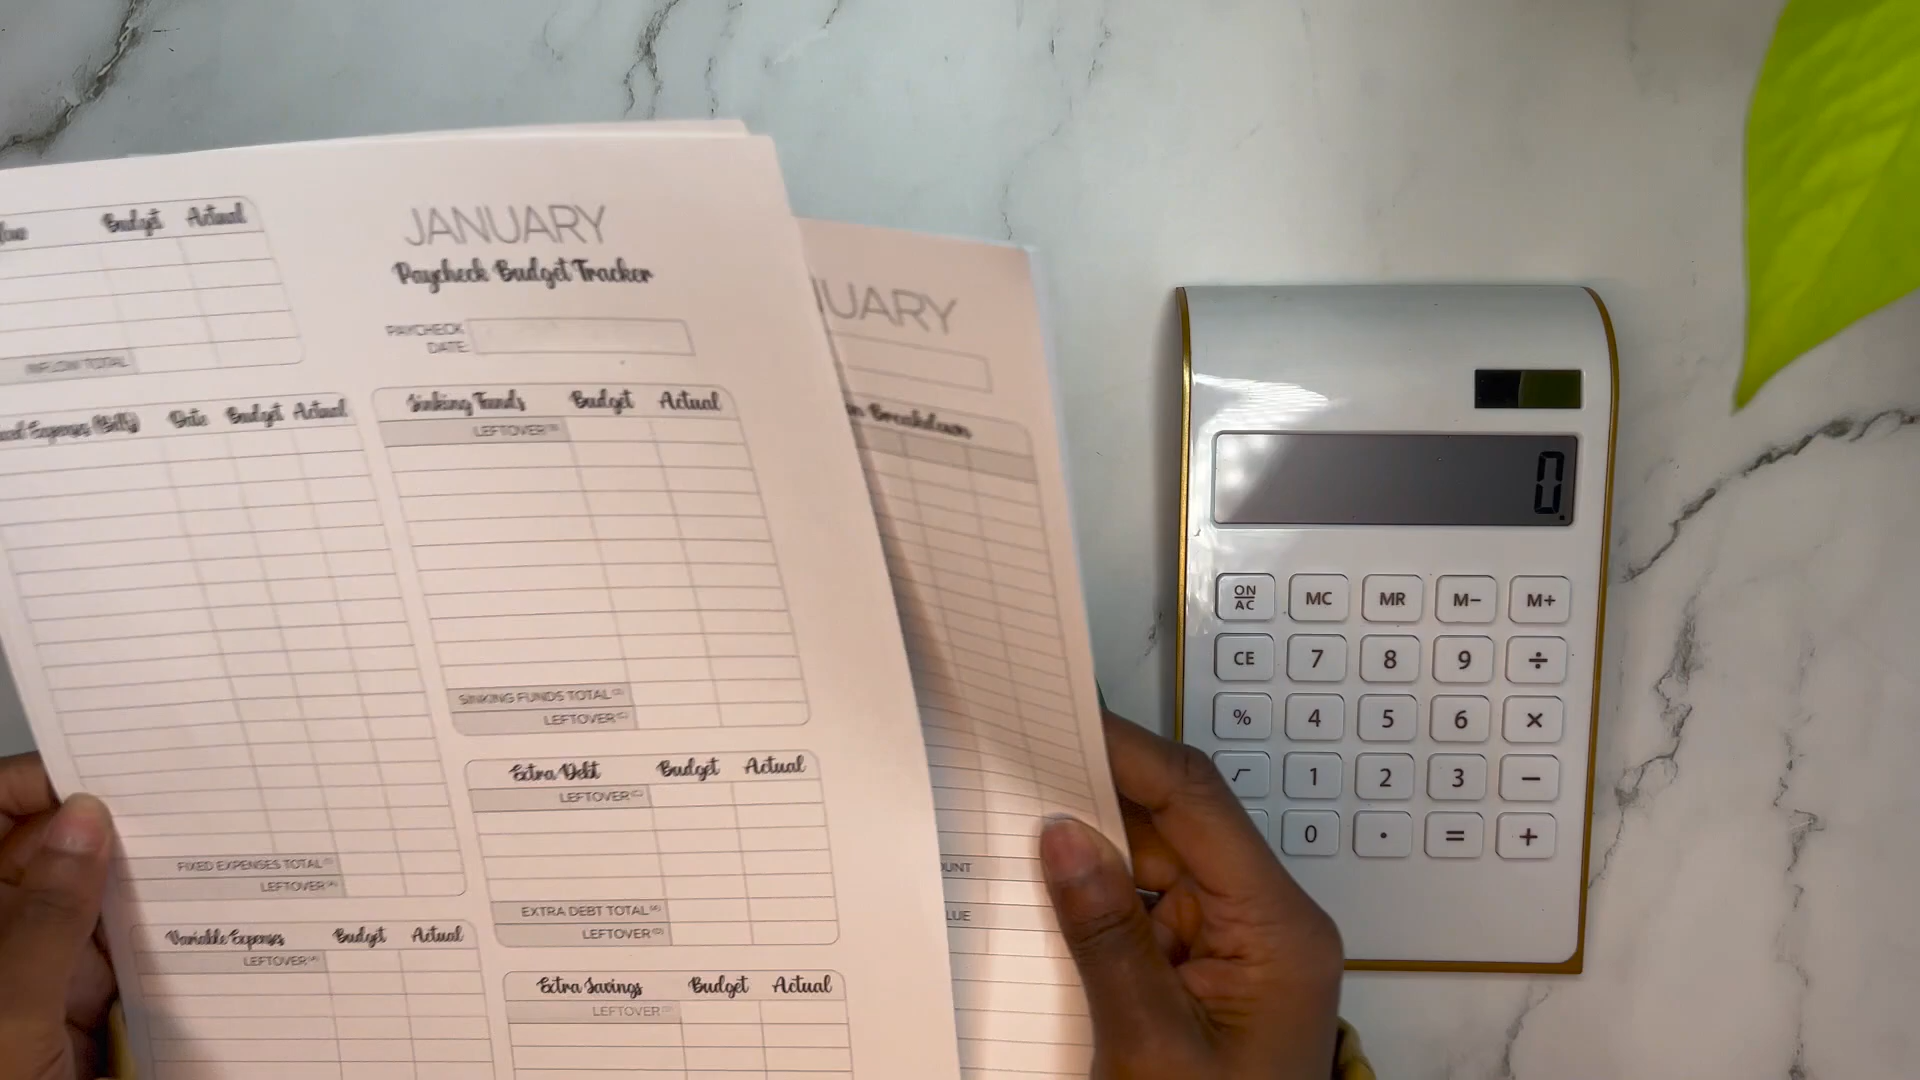 Budget Actual
INFLOW TOTAL
JANUARY
Paycheck Budget Tracker
PAYCHECK
DATE:
Date Budget Actual
FIXED EXPENSES TOTAL
LEFTOVER
Variable Expenses Budget Actual
LEFTOVER
Sinking Funds Budget Actual
LEFTOVER
SINKING FUNDS TOTAL
LEFTOVER
Extra Debt Budget Actual
LEFTOVER
EXTRA DEBT TOTAL
LEFTOVER
Extra Savings Budget Actual
LEFTOVER
UARY
Breakdown
0.
ON
AC MC MR M− M+
CE 7 8 9 ÷
% 4 5 6 ×
√ 1 2 3 −
0 · = +